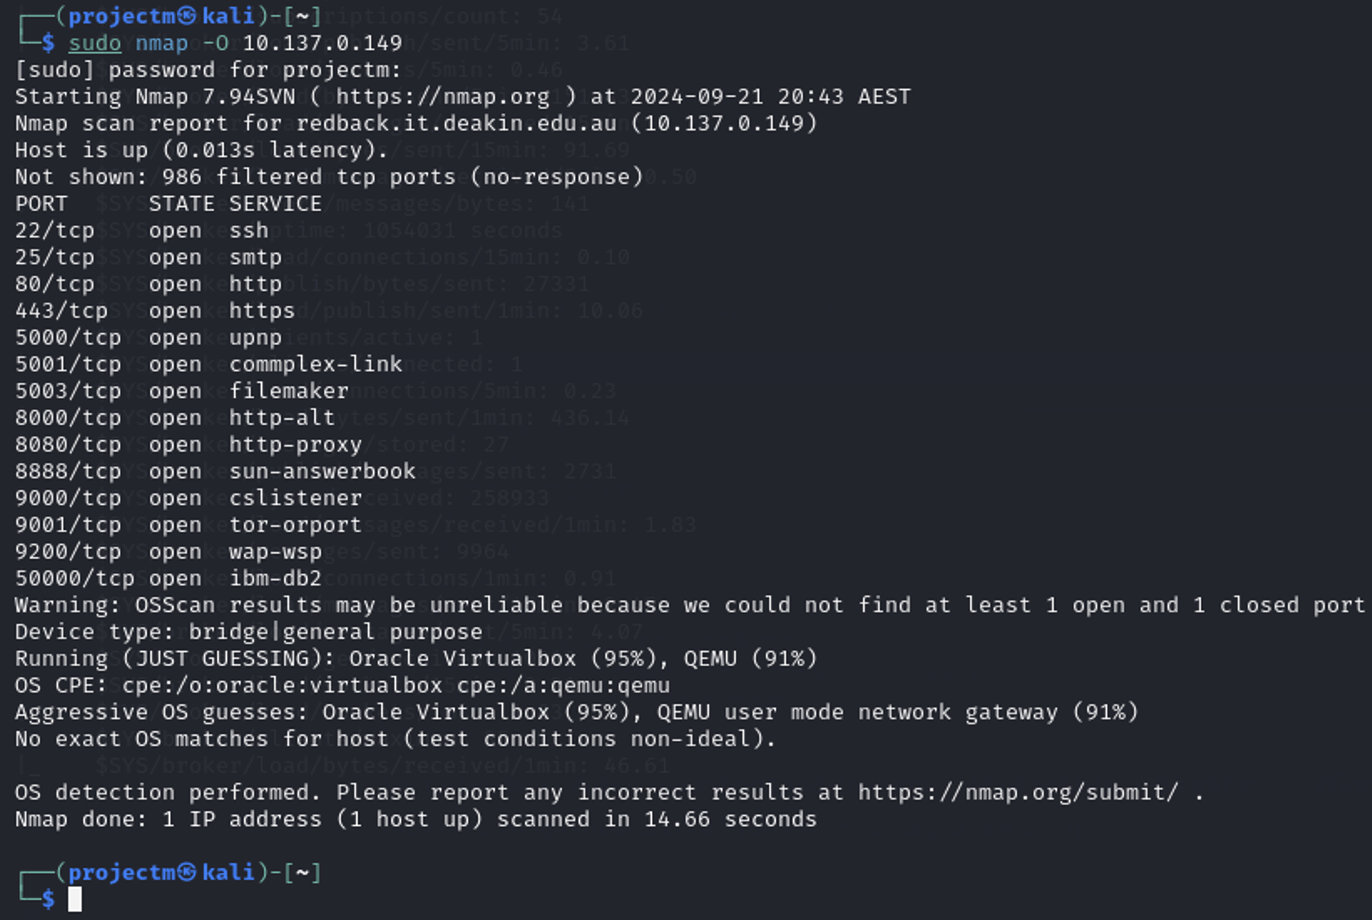 ┌──(projectm㉿kali)-[~]
└─$ sudo nmap -O 10.137.0.149
[sudo] password for projectm:
Starting Nmap 7.94SVN ( https://nmap.org ) at 2024-09-21 20:43 AEST
Nmap scan report for redback.it.deakin.edu.au (10.137.0.149)
Host is up (0.013s latency).
Not shown: 986 filtered tcp ports (no-response)
PORT      STATE SERVICE
22/tcp    open  ssh
25/tcp    open  smtp
80/tcp    open  http
443/tcp   open  https
5000/tcp  open  upnp
5001/tcp  open  commplex-link
5003/tcp  open  filemaker
8000/tcp  open  http-alt
8080/tcp  open  http-proxy
8888/tcp  open  sun-answerbook
9000/tcp  open  cslistener
9001/tcp  open  tor-orport
9200/tcp  open  wap-wsp
50000/tcp open  ibm-db2
Warning: OSScan results may be unreliable because we could not find at least 1 open and 1 closed port
Device type: bridge|general purpose
Running (JUST GUESSING): Oracle Virtualbox (95%), QEMU (91%)
OS CPE: cpe:/o:oracle:virtualbox cpe:/a:qemu:qemu
Aggressive OS guesses: Oracle Virtualbox (95%), QEMU user mode network gateway (91%)
No exact OS matches for host (test conditions non-ideal).
$SYS/broker/load/bytes/received/1min: 46.61
OS detection performed. Please report any incorrect results at https://nmap.org/submit/ .
Nmap done: 1 IP address (1 host up) scanned in 14.66 seconds
┌──(projectm㉿kali)-[~]
└─$